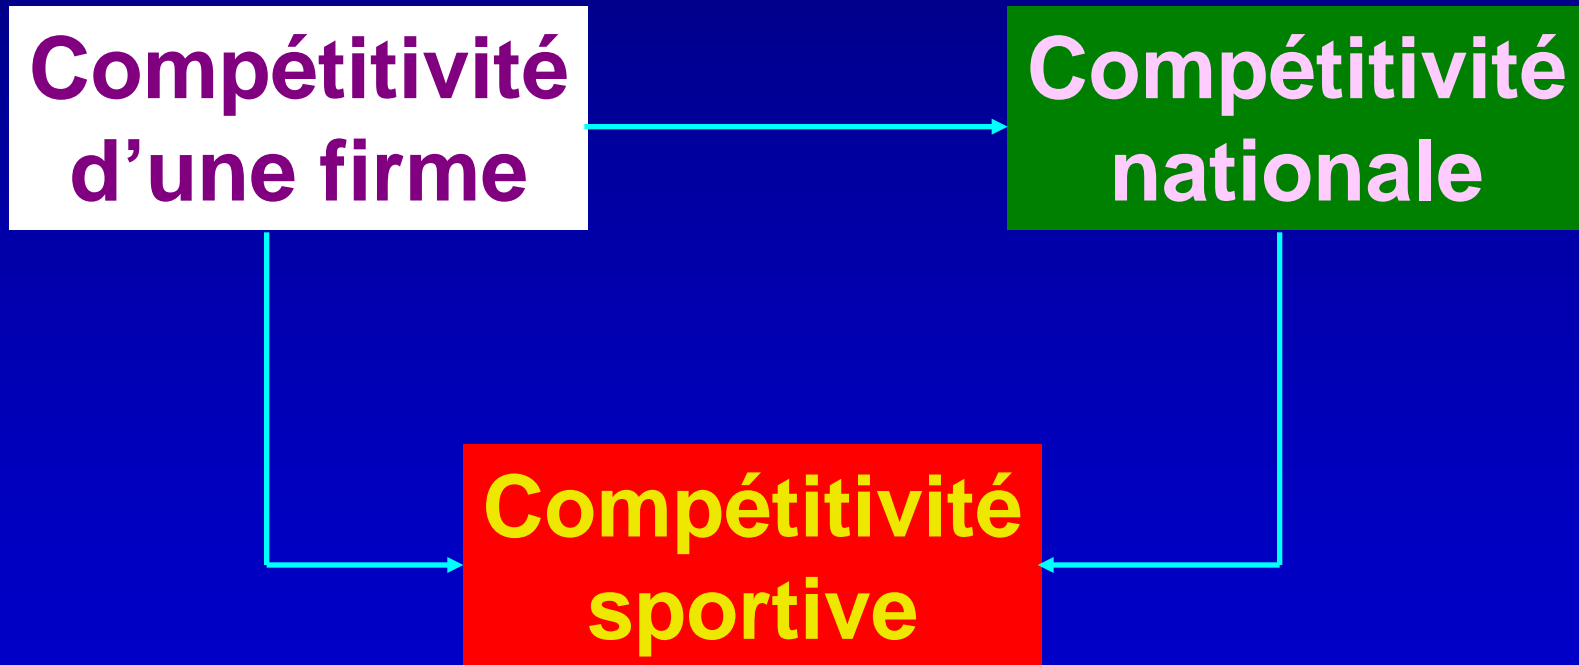 Compétitivité
d’une firme
Compétitivité
nationale
Compétitivité
sportive